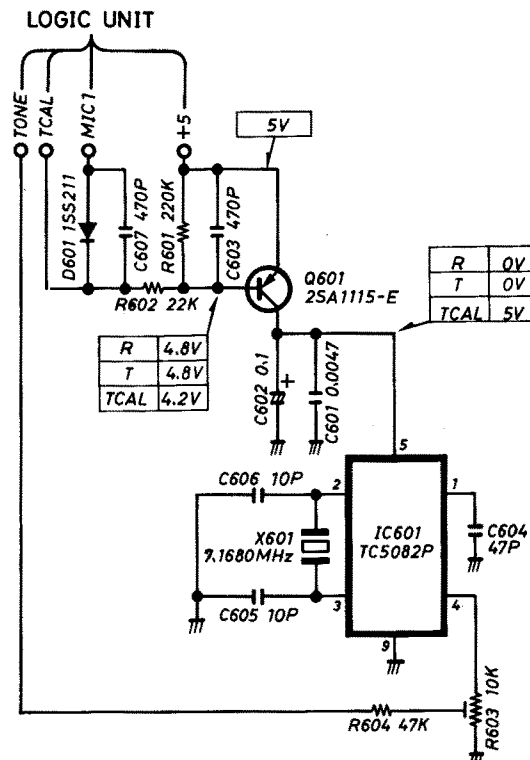 LOGIC UNIT
TONE
TCAL
MIC1
+5
5V
D601 1SS211
C607 470P
R601 220K
C603 470P
Q601
2SA1115-E
R602 22K
R 0V
T 0V
TCAL 5V
R 4.8V
T 4.8V
TCAL 4.2V
C602 0.1
+
C601 0.0047
5
C606 10P
2
1
X601
7.1680MHz
IC601
TC5082P
C604
47P
C605 10P
3
4
9
R604 47K
R603 10K